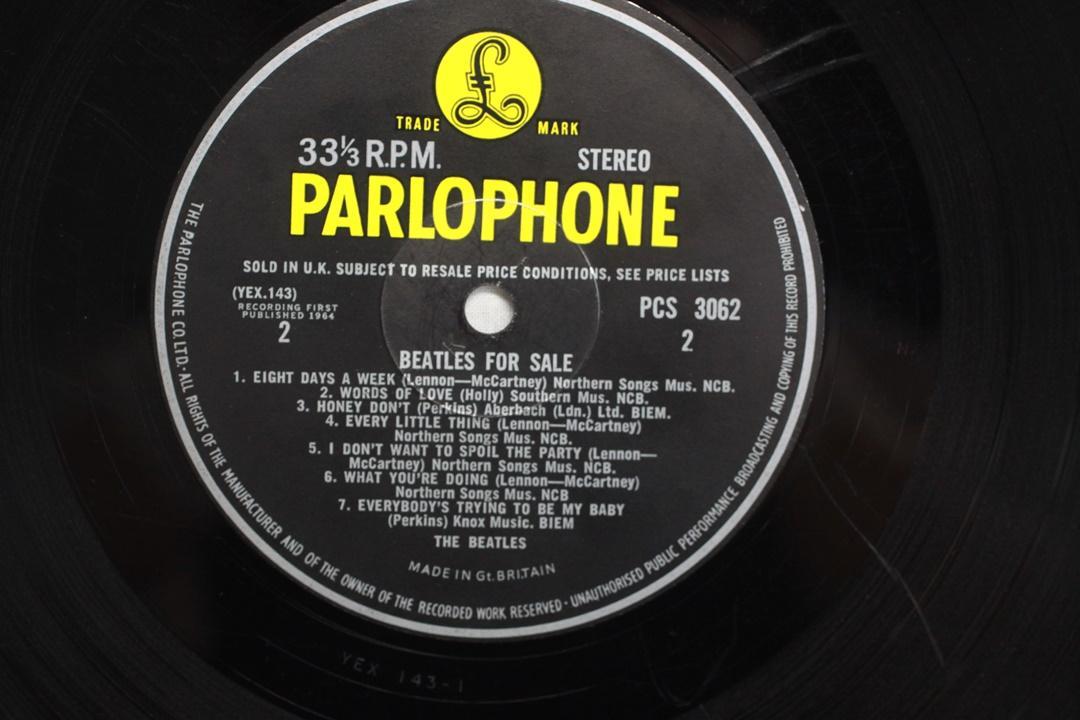 £
TRADE MARK
33⅓ R.P.M. STEREO
PARLOPHONE
SOLD IN U.K. SUBJECT TO RESALE PRICE CONDITIONS, SEE PRICE LISTS
(YEX.143)
RECORDING FIRST
PUBLISHED 1964
2
PCS 3062
2
BEATLES FOR SALE
1. EIGHT DAYS A WEEK (Lennon—McCartney) Northern Songs Mus. NCB.
2. WORDS OF LOVE (Holly) Southern Mus. NCB.
3. HONEY DON'T (Perkins) Aberbach (Ldn.) Ltd. BIEM.
4. EVERY LITTLE THING (Lennon—McCartney)
Northern Songs Mus. NCB.
5. I DON'T WANT TO SPOIL THE PARTY (Lennon—
McCartney) Northern Songs Mus. NCB.
6. WHAT YOU'RE DOING (Lennon—McCartney)
Northern Songs Mus. NCB
7. EVERYBODY'S TRYING TO BE MY BABY
(Perkins) Knox Music. BIEM
THE BEATLES
MADE IN Gt. BRITAIN
THE PARLOPHONE CO. LTD. · ALL RIGHTS OF THE MANUFACTURER AND OF THE OWNER OF THE RECORDED WORK RESERVED · UNAUTHORISED PUBLIC PERFORMANCE BROADCASTING AND COPYING OF THIS RECORD PROHIBITED
YEX 143-1